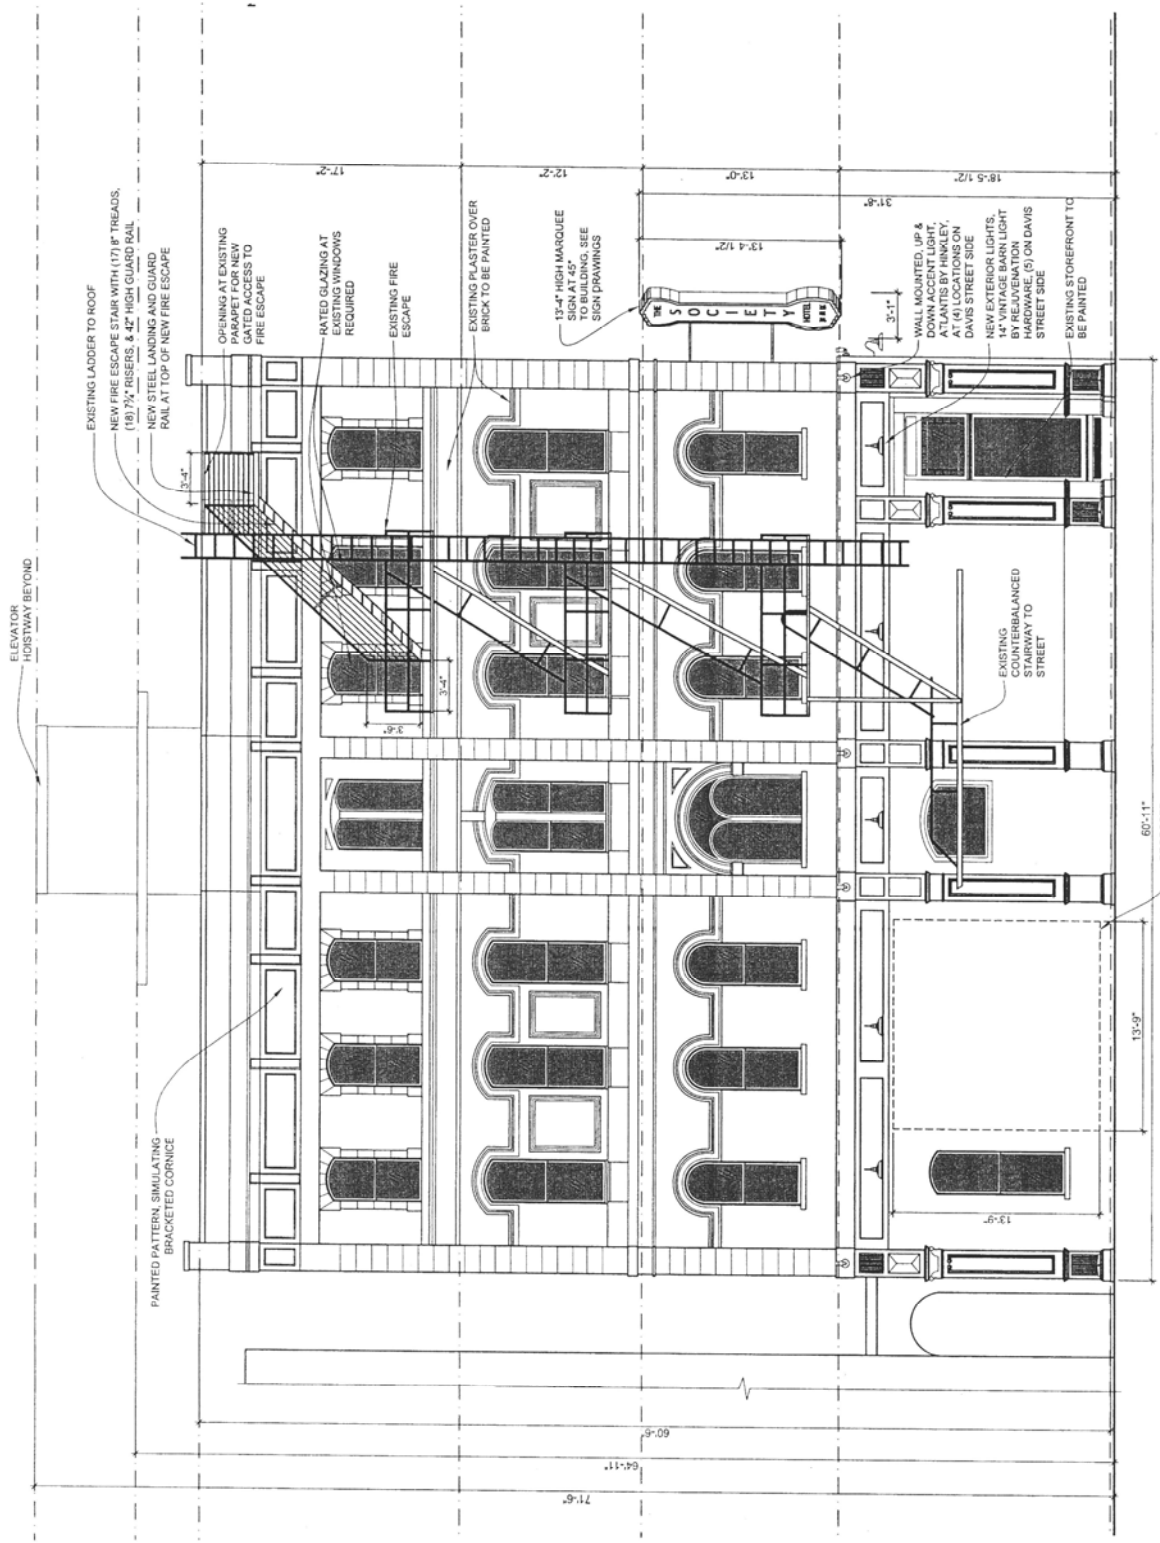 ELEVATOR
HOISTWAY BEYOND
EXISTING LADDER TO ROOF
NEW FIRE ESCAPE STAIR WITH (17) 8" TREADS,
(18) 7¾" RISERS, & 42" HIGH GUARD RAIL
NEW STEEL LANDING AND GUARD
RAIL AT TOP OF NEW FIRE ESCAPE
OPENING AT EXISTING
PARAPET FOR NEW
GATED ACCESS TO
FIRE ESCAPE
RATED GLAZING AT
EXISTING WINDOWS
REQUIRED
EXISTING FIRE
ESCAPE
EXISTING PLASTER OVER
BRICK TO BE PAINTED
13'-4" HIGH MARQUEE
SIGN AT 45°
TO BUILDING, SEE
SIGN DRAWINGS
WALL MOUNTED, UP &
DOWN ACCENT LIGHT,
ATLANTIS BY HINKLEY,
AT (4) LOCATIONS ON
DAVIS STREET SIDE
NEW EXTERIOR LIGHTS,
14" VINTAGE BARN LIGHT
BY REJUVENATION
HARDWARE, (5) ON DAVIS
STREET SIDE
EXISTING STOREFRONT TO
BE PAINTED
EXISTING
COUNTERBALANCED
STAIRWAY TO
STREET
PAINTED PATTERN, SIMULATING
BRACKETED CORNICE
THE
SOCIETY
HOTEL
BAR
3'-4"
3'-4"
3'-6"
17'-2"
12'-2"
13'-0"
18'-5 1/2"
31'-8"
13'-4 1/2"
3'-1"
60'-11"
13'-9"
13'-9"
60'-6"
64'-11"
71'-6"